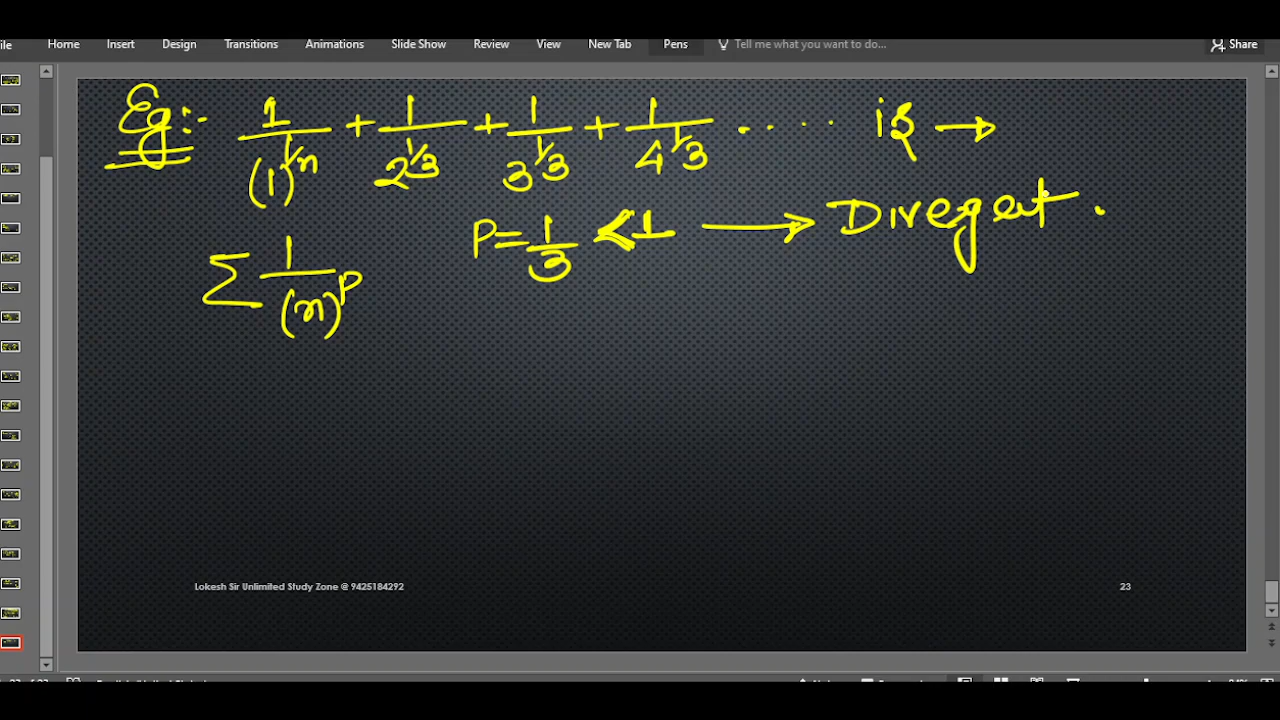 File Home Insert Design Transitions Animations Slide Show Review View New Tab Pens Tell me what you want to do... Share
Eg:- 1/(1)^1/n + 1/2^1/3 + 1/3^1/3 + 1/4^1/3 ..... is →
P = 1/3 < 1 → Divegent.
Σ 1/(n)^P
Lokesh Sir Unlimited Study Zone @ 9425184292 23